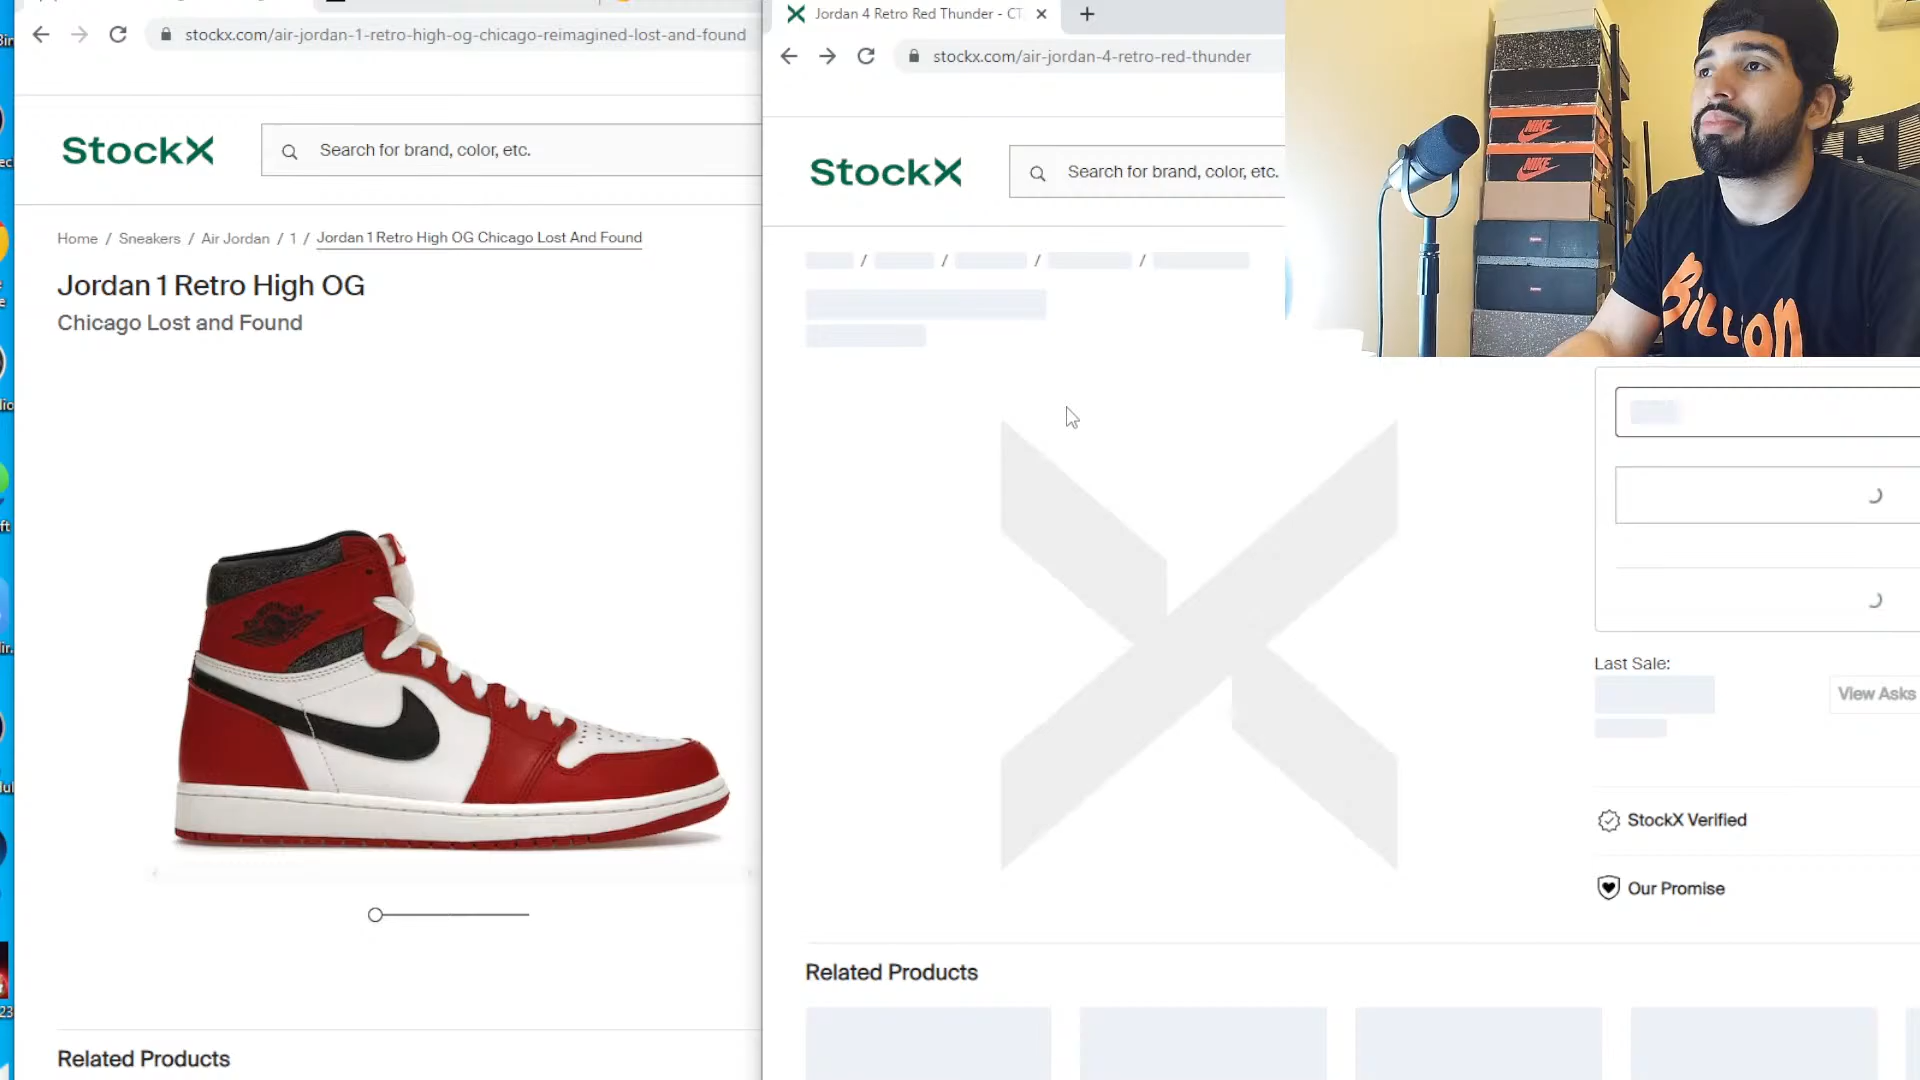 stockx.com/air-jordan-1-retro-high-og-chicago-reimagined-lost-and-found
StockX
Search for brand, color, etc.
Home / Sneakers / Air Jordan / 1 / Jordan 1 Retro High OG Chicago Lost And Found
Jordan 1 Retro High OG
Chicago Lost and Found
Related Products
Jordan 4 Retro Red Thunder - CT
stockx.com/air-jordan-4-retro-red-thunder
StockX
Search for brand, color, etc.
/ / / /
Last Sale:
View Asks
StockX Verified
Our Promise
Related Products
NIKE
NIKE
BiLLiON